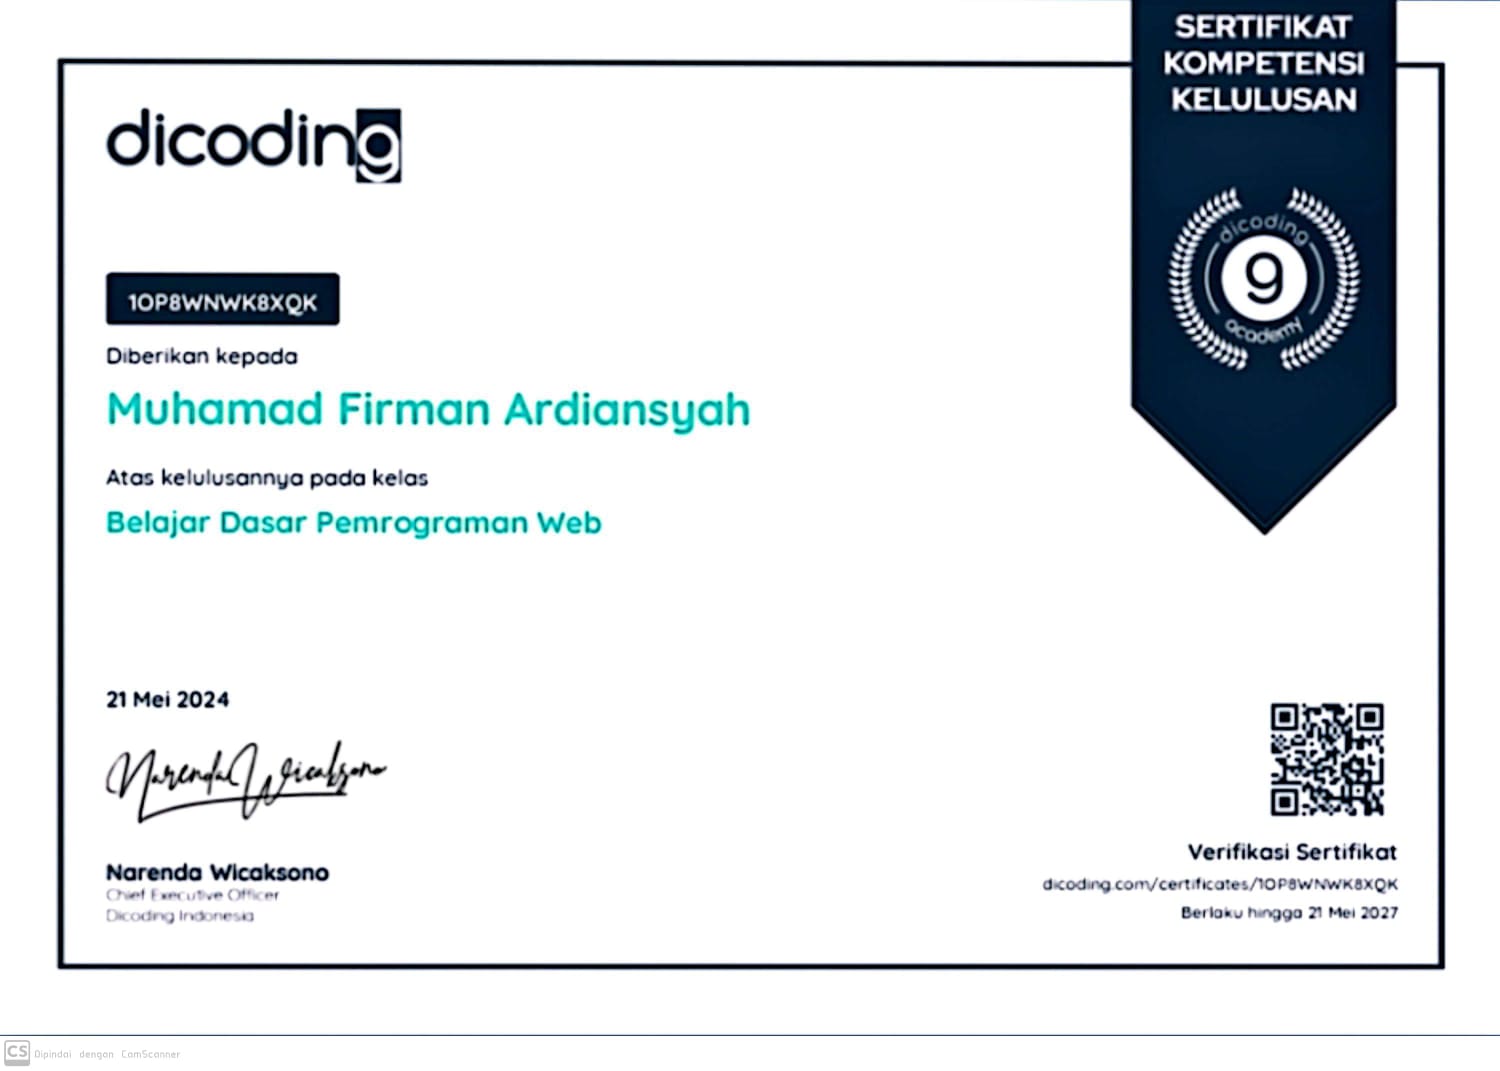 SERTIFIKAT
KOMPETENSI
KELULUSAN
dicoding
dicoding
9
academy
1OP8WNWK8XQK
Diberikan kepada
Muhamad Firman Ardiansyah
Atas kelulusannya pada kelas
Belajar Dasar Pemrograman Web
21 Mei 2024
Narenda Wicaksono
Narenda Wicaksono
Chief Executive Officer
Dicoding Indonesia
Verifikasi Sertifikat
dicoding.com/certificates/1OP8WNWK8XQK
Berlaku hingga 21 Mei 2027
CS Dipindai dengan CamScanner